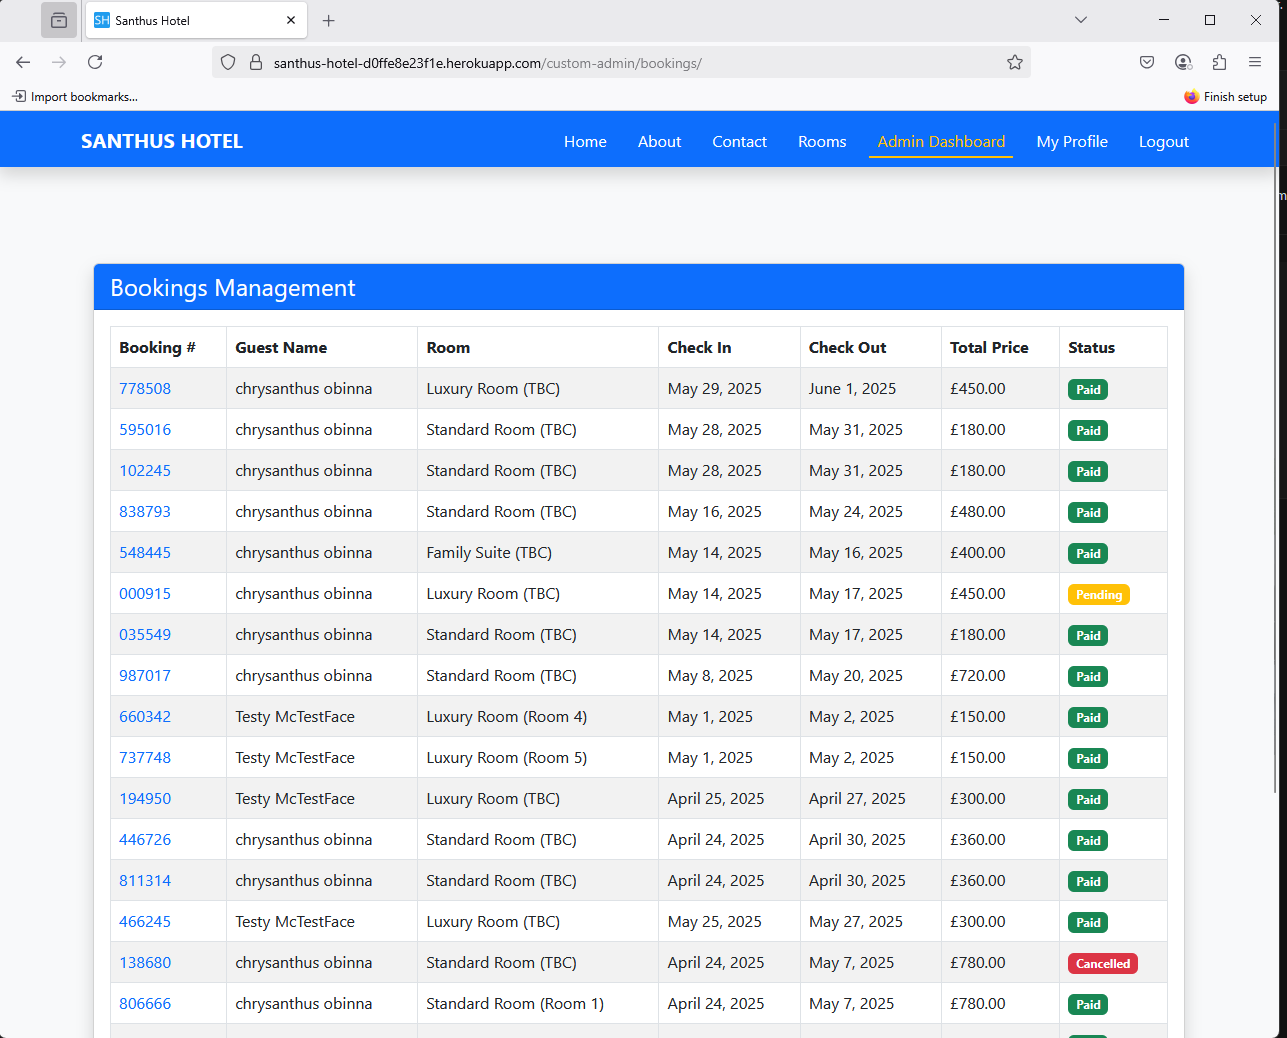 SH Santhus Hotel
santhus-hotel-d0ffe8e23f1e.herokuapp.com/custom-admin/bookings/
Import bookmarks... Finish setup
SANTHUS HOTEL Home About Contact Rooms Admin Dashboard My Profile Logout
Bookings Management
Booking # Guest Name Room Check In Check Out Total Price Status
778508 chrysanthus obinna Luxury Room (TBC) May 29, 2025 June 1, 2025 £450.00 Paid
595016 chrysanthus obinna Standard Room (TBC) May 28, 2025 May 31, 2025 £180.00 Paid
102245 chrysanthus obinna Standard Room (TBC) May 28, 2025 May 31, 2025 £180.00 Paid
838793 chrysanthus obinna Standard Room (TBC) May 16, 2025 May 24, 2025 £480.00 Paid
548445 chrysanthus obinna Family Suite (TBC) May 14, 2025 May 16, 2025 £400.00 Paid
000915 chrysanthus obinna Luxury Room (TBC) May 14, 2025 May 17, 2025 £450.00 Pending
035549 chrysanthus obinna Standard Room (TBC) May 14, 2025 May 17, 2025 £180.00 Paid
987017 chrysanthus obinna Standard Room (TBC) May 8, 2025 May 20, 2025 £720.00 Paid
660342 Testy McTestFace Luxury Room (Room 4) May 1, 2025 May 2, 2025 £150.00 Paid
737748 Testy McTestFace Luxury Room (Room 5) May 1, 2025 May 2, 2025 £150.00 Paid
194950 Testy McTestFace Luxury Room (TBC) April 25, 2025 April 27, 2025 £300.00 Paid
446726 chrysanthus obinna Standard Room (TBC) April 24, 2025 April 30, 2025 £360.00 Paid
811314 chrysanthus obinna Standard Room (TBC) April 24, 2025 April 30, 2025 £360.00 Paid
466245 Testy McTestFace Luxury Room (TBC) May 25, 2025 May 27, 2025 £300.00 Paid
138680 chrysanthus obinna Standard Room (TBC) April 24, 2025 May 7, 2025 £780.00 Cancelled
806666 chrysanthus obinna Standard Room (Room 1) April 24, 2025 May 7, 2025 £780.00 Paid